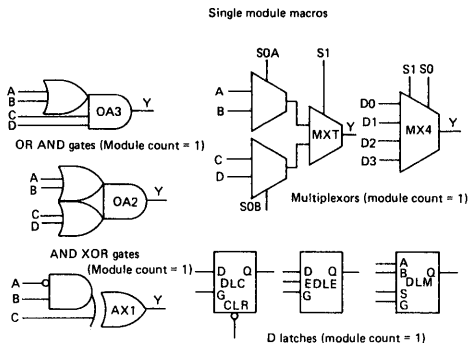 Single module macros
A
B
C
D
OA3
Y
OR AND gates (Module count = 1)
A
B
C
D
OA2
Y
AND XOR gates
(Module count = 1)
A
B
C
AX1
Y
S0A
S1
A
B
C
D
S0B
MXT
Y
S1 S0
D0
D1
D2
D3
MX4
Y
Multiplexors (module count = 1)
D Q
DLC
G
CLR
D Q
EDLE
G
A
B Q
DLM
S
G
D latches (module count = 1)